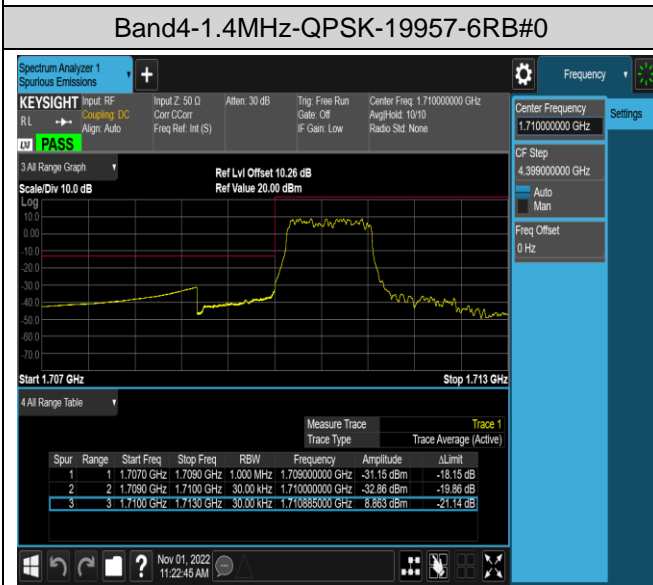 Band4-1.4MHz-QPSK-19957-6RB#0
Spectrum Analyzer 1
Spurious Emissions
+
Frequency
KEYSIGHT
RL
LXI
PASS
Input: RF
Coupling: DC
Align: Auto
Input Z: 50 Ω
Corr CCorr
Freq Ref: Int (S)
Atten: 30 dB
Trig: Free Run
Gate: Off
IF Gain: Low
Center Freq: 1.710000000 GHz
Avg|Hold: 10/10
Radio Std: None
Center Frequency
1.710000000 GHz
Settings
CF Step
4.399000000 GHz
Auto
Man
Freq Offset
0 Hz
3 All Range Graph
Scale/Div 10.0 dB
Ref Lvl Offset 10.26 dB
Ref Value 20.00 dBm
Log
10.0
0.00
-10.0
-20.0
-30.0
-40.0
-50.0
-60.0
-70.0
Start 1.707 GHz
Stop 1.713 GHz
4 All Range Table
Measure Trace Trace 1
Trace Type Trace Average (Active)
Spur Range Start Freq Stop Freq RBW Frequency Amplitude ΔLimit
1 1 1.7070 GHz 1.7090 GHz 1.000 MHz 1.709000000 GHz -31.15 dBm -18.15 dB
2 2 1.7090 GHz 1.7100 GHz 30.00 kHz 1.710000000 GHz -32.86 dBm -19.86 dB
3 3 1.7100 GHz 1.7130 GHz 30.00 kHz 1.710885000 GHz 8.863 dBm -21.14 dB
?
Nov 01, 2022
11:22:45 AM